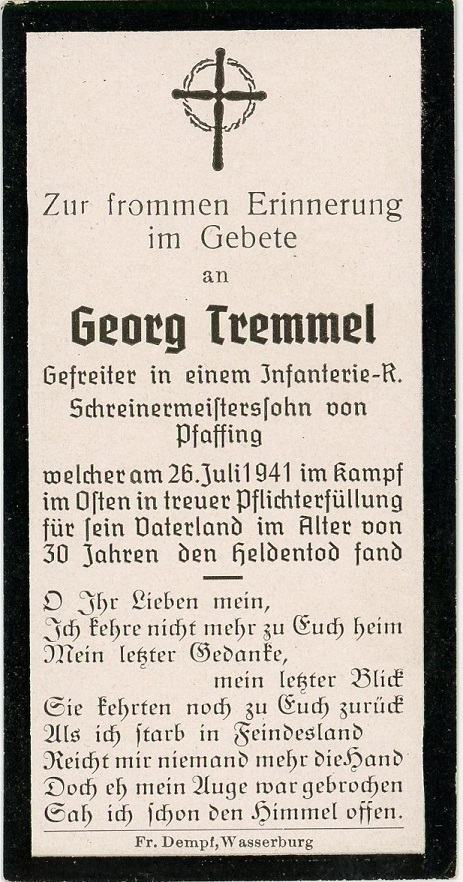 Zur frommen Erinnerung
im Gebete
an
Georg Tremmel
Gefreiter in einem Infanterie-R.
Schreinermeisterssohn von
Pfaffing
welcher am 26. Juli 1941 im Kampf
im Osten in treuer Pflichterfüllung
für sein Vaterland im Alter von
30 Jahren den Heldentod fand
O Ihr Lieben mein,
Ich kehre nicht mehr zu Euch heim
Mein letzter Gedanke,
mein letzter Blick
Sie kehrten noch zu Euch zurück
Als ich starb in Feindesland
Reicht mir niemand mehr die Hand
Doch eh mein Auge war gebrochen
Sah ich schon den Himmel offen.
Fr. Dempf, Wasserburg